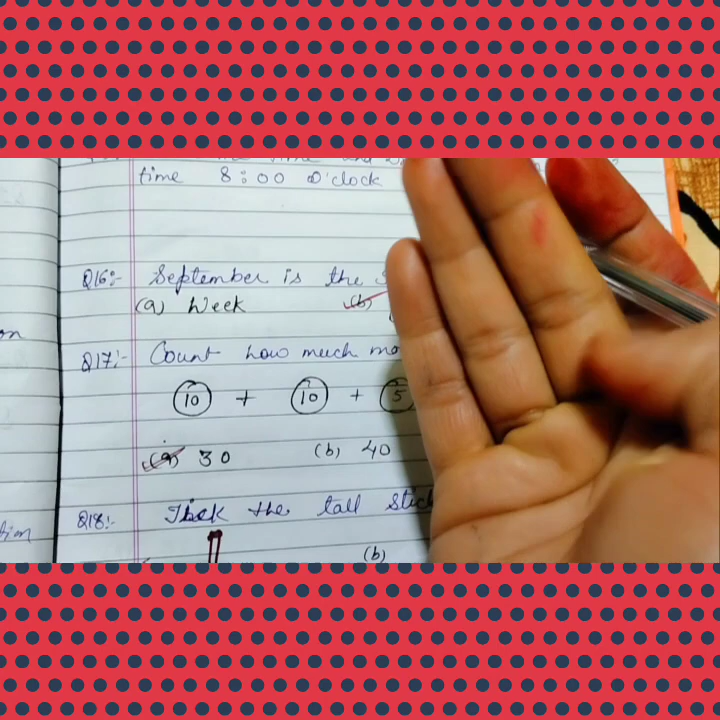 time 8:00 O'clock
Q16:- September is the
(a) Week (b)
Q17:- Count how much mo
10 + 10 + 5
(a) 30 (b) 40
Q18:- Tick the tall stick
(b)